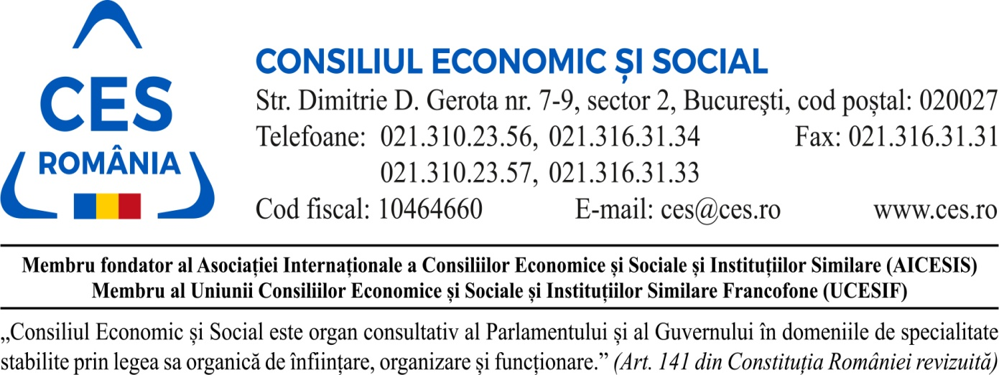 CES
ROMÂNIA
CONSILIUL ECONOMIC ȘI SOCIAL
Str. Dimitrie D. Gerota nr. 7-9, sector 2, Bucureşti, cod poștal: 020027
Telefoane: 021.310.23.56, 021.316.31.34 Fax: 021.316.31.31
021.310.23.57, 021.316.31.33
Cod fiscal: 10464660 E-mail: ces@ces.ro www.ces.ro
Membru fondator al Asociației Internaționale a Consiliilor Economice și Sociale și Instituțiilor Similare (AICESIS)
Membru al Uniunii Consiliilor Economice și Sociale și Instituțiilor Similare Francofone (UCESIF)
„Consiliul Economic și Social este organ consultativ al Parlamentului și al Guvernului în domeniile de specialitate
stabilite prin legea sa organică de înființare, organizare și funcționare.” (Art. 141 din Constituția României revizuită)